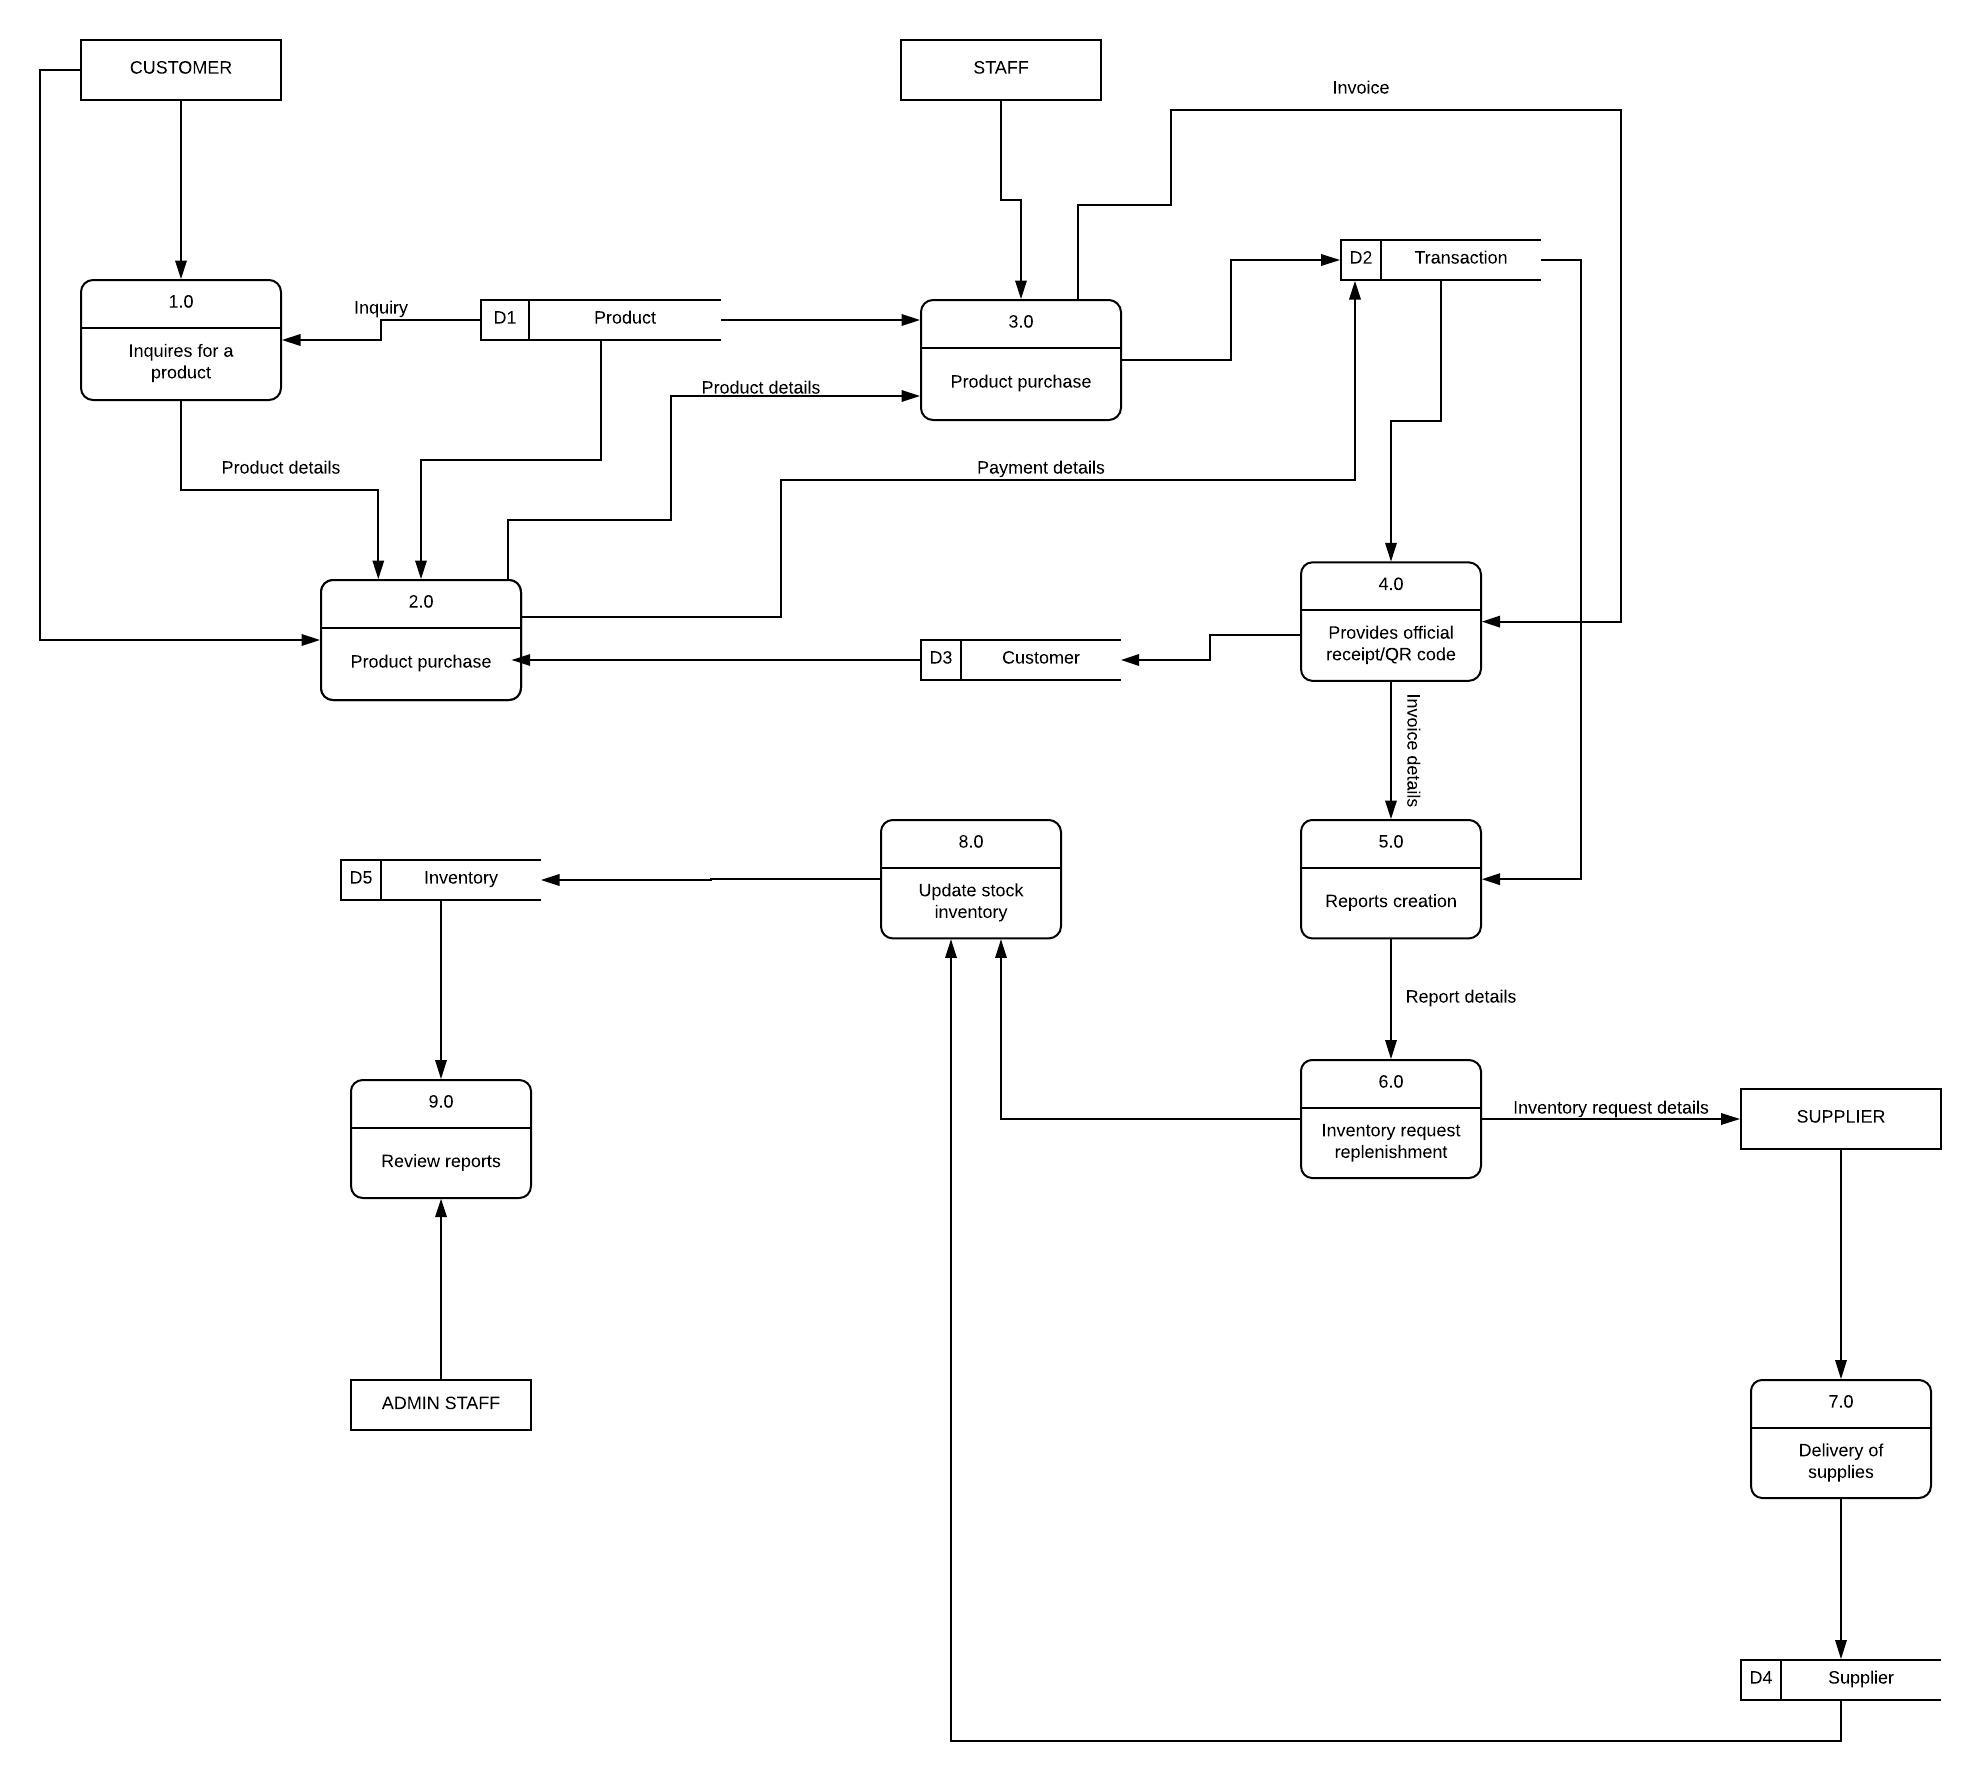 CUSTOMER
STAFF
Invoice
1.0
Inquires for a
product
Inquiry
D1
Product
3.0
Product purchase
D2
Transaction
Product details
Product details
Payment details
2.0
Product purchase
D3
Customer
4.0
Provides official
receipt/QR code
Invoice details
D5
Inventory
8.0
Update stock
inventory
5.0
Reports creation
Report details
9.0
Review reports
6.0
Inventory request
replenishment
Inventory request details
SUPPLIER
ADMIN STAFF
7.0
Delivery of
supplies
D4
Supplier